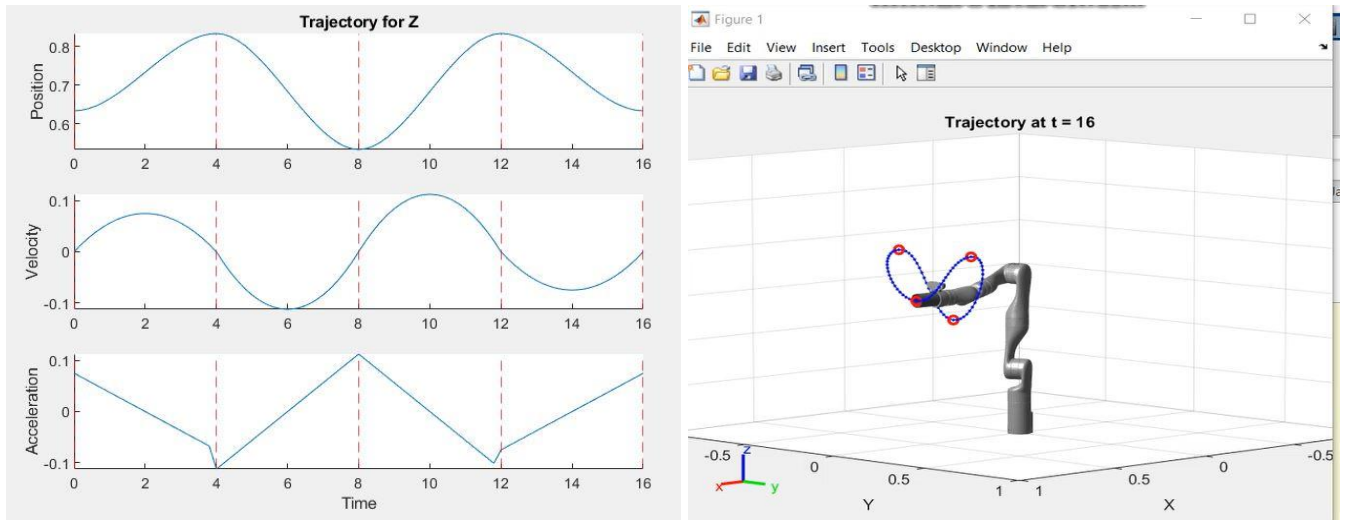 Trajectory for Z
0.8
0.7
0.6
Position
0 2 4 6 8 10 12 14 16
0.1
0
-0.1
Velocity
0 2 4 6 8 10 12 14 16
0.1
0
-0.1
Acceleration
0 2 4 6 8 10 12 14 16
Time
Figure 1
File Edit View Insert Tools Desktop Window Help
Trajectory at t = 16
-0.5 0 0.5 1
Y
1 0.5 0 -0.5
X
z
x
y